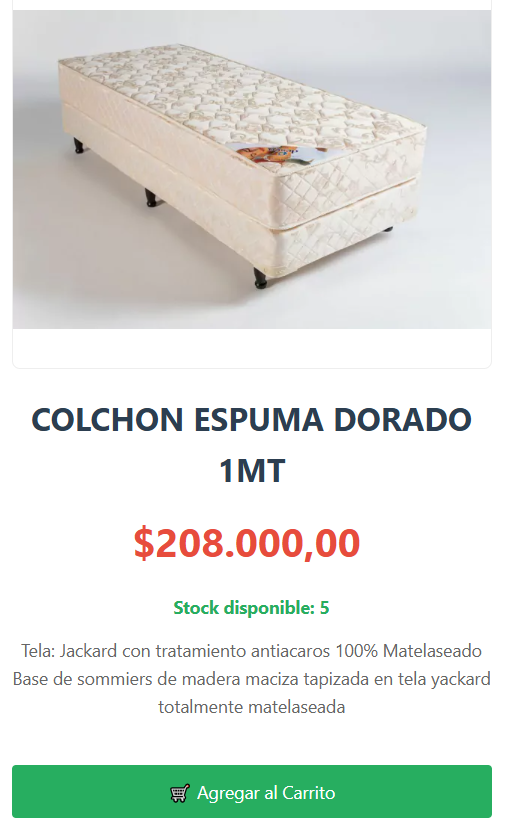 COLCHON ESPUMA DORADO
1MT
$208.000,00
Stock disponible: 5
Tela: Jackard con tratamiento antiacaros 100% Matelaseado
Base de sommiers de madera maciza tapizada en tela yackard
totalmente matelaseada
🛒 Agregar al Carrito